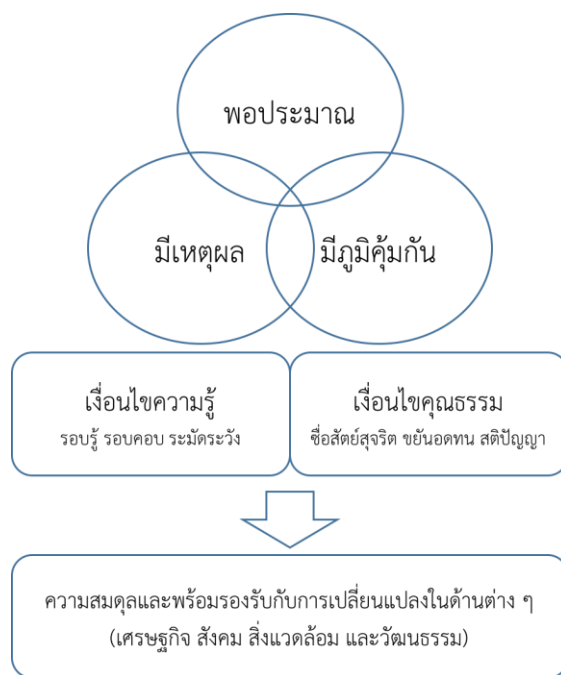 พอประมาณ
มีเหตุผล
มีภูมิคุ้มกัน
เงื่อนไขความรู้
รอบรู้ รอบคอบ ระมัดระวัง
เงื่อนไขคุณธรรม
ซื่อสัตย์สุจริต ขยันอดทน สติปัญญา
ความสมดุลและพร้อมรองรับกับการเปลี่ยนแปลงในด้านต่าง ๆ
(เศรษฐกิจ สังคม สิ่งแวดล้อม และวัฒนธรรม)